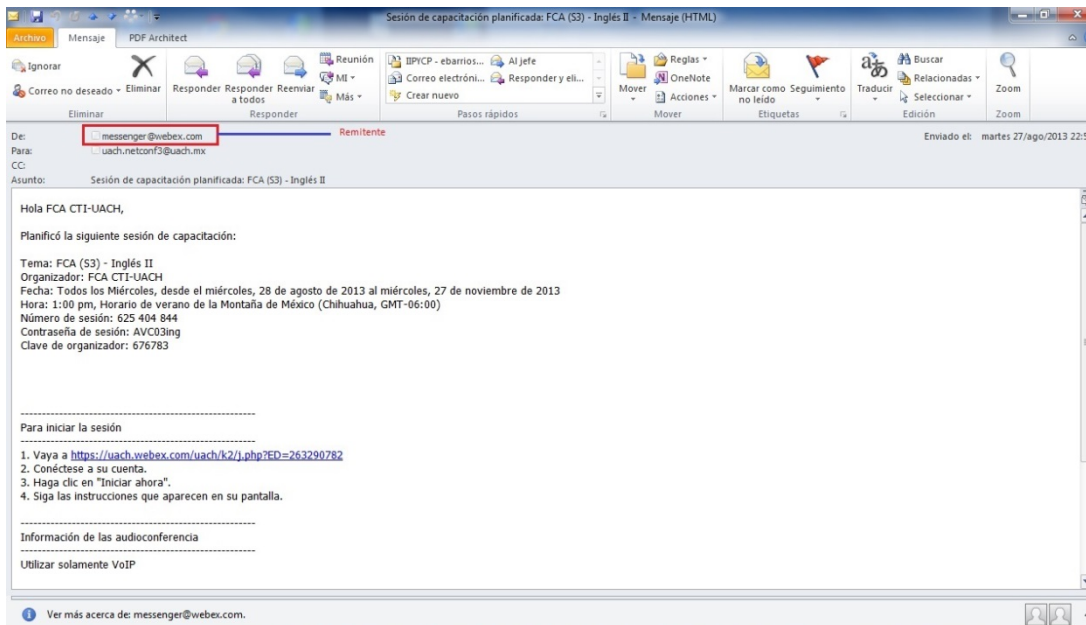 Sesión de capacitación planificada: FCA (S3) - Inglés II - Mensaje (HTML)
Archivo Mensaje PDF Architect
Ignorar
Correo no deseado
Eliminar
Responder
Responder a todos
Reenviar
Reunión
MI
Más
IIPYCP - ebarrios...
Correo electróni...
Crear nuevo
Al jefe
Responder y eli...
Mover
Reglas
OneNote
Acciones
Marcar como no leído
Seguimiento
Traducir
Buscar
Relacionadas
Seleccionar
Zoom
Eliminar Responder Pasos rápidos Mover Etiquetas Edición Zoom
De: messenger@webex.com Remitente Enviado el: martes 27/ago/2013 22:5
Para: uach.netconf3@uach.mx
CC:
Asunto: Sesión de capacitación planificada: FCA (S3) - Inglés II
Hola FCA CTI-UACH,
Planificó la siguiente sesión de capacitación:
Tema: FCA (S3) - Inglés II
Organizador: FCA CTI-UACH
Fecha: Todos los Miércoles, desde el miércoles, 28 de agosto de 2013 al miércoles, 27 de noviembre de 2013
Hora: 1:00 pm, Horario de verano de la Montaña de México (Chihuahua, GMT-06:00)
Número de sesión: 625 404 844
Contraseña de sesión: AVC03ing
Clave de organizador: 676783
-------------------------------------------------------
Para iniciar la sesión
-------------------------------------------------------
1. Vaya a https://uach.webex.com/uach/k2/j.php?ED=263290782
2. Conéctese a su cuenta.
3. Haga clic en "Iniciar ahora".
4. Siga las instrucciones que aparecen en su pantalla.
-------------------------------------------------------
Información de las audioconferencia
-------------------------------------------------------
Utilizar solamente VoIP
Ver más acerca de: messenger@webex.com.